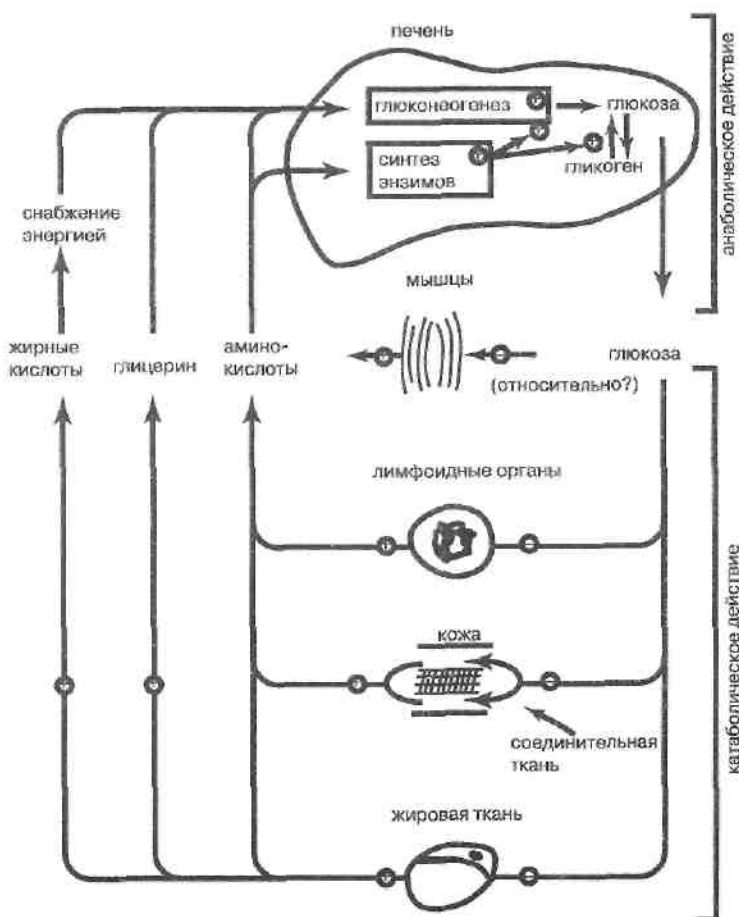 печень
глюконеогенез
глюкоза
синтез
энзимов
гликоген
анаболическое действие
снабжение
энергией
мышцы
жирные
кислоты
глицерин
амино-
кислоты
глюкоза
(относительно?)
лимфоидные органы
кожа
соединительная
ткань
жировая ткань
катаболическое действие